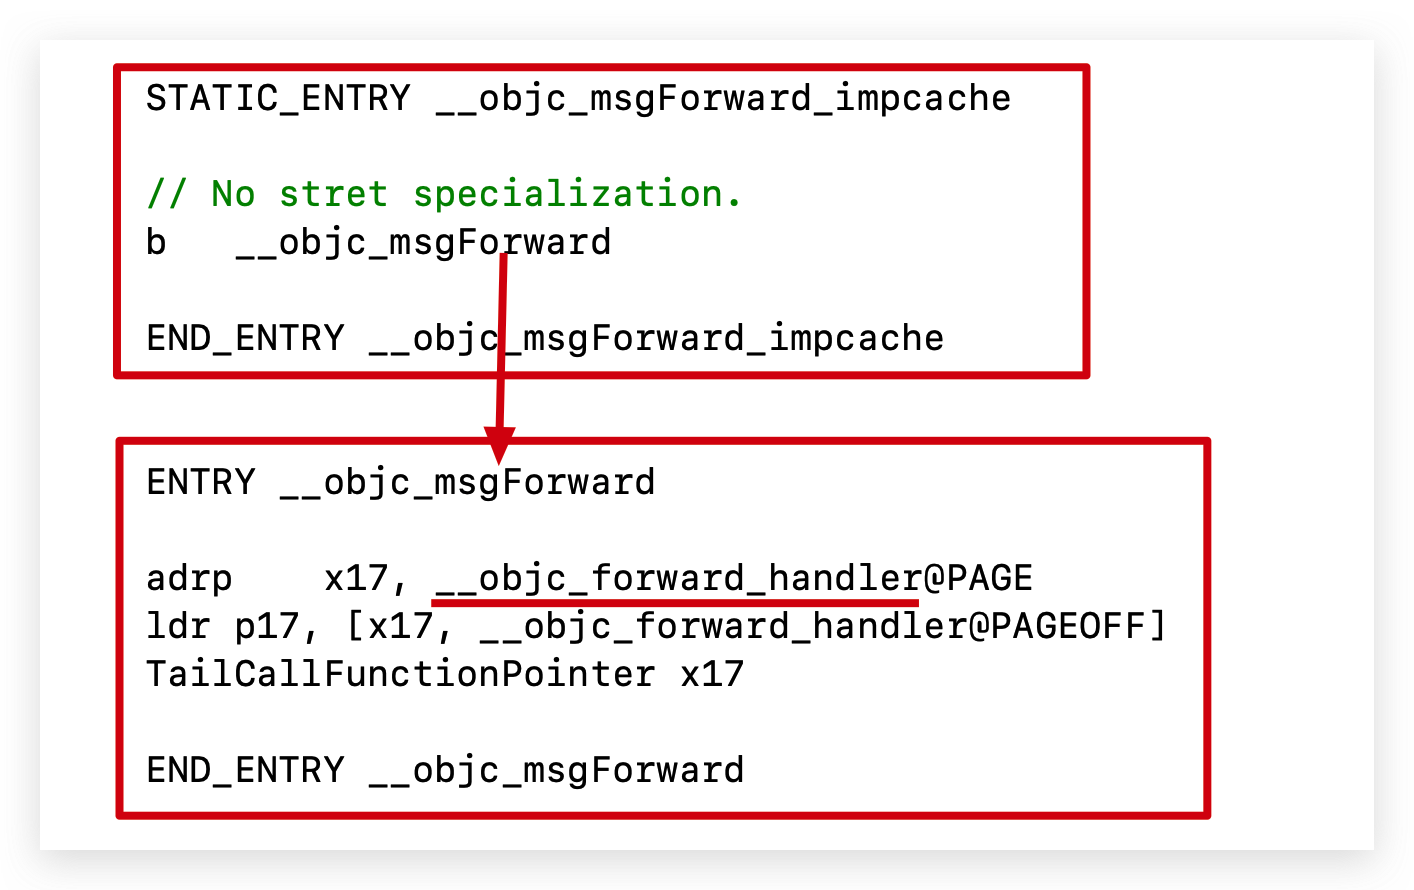 STATIC_ENTRY __objc_msgForward_impcache
// No stret specialization.
b __objc_msgForward
END_ENTRY __objc_msgForward_impcache
ENTRY __objc_msgForward
adrp x17, __objc_forward_handler@PAGE
ldr p17, [x17, __objc_forward_handler@PAGEOFF]
TailCallFunctionPointer x17
END_ENTRY __objc_msgForward